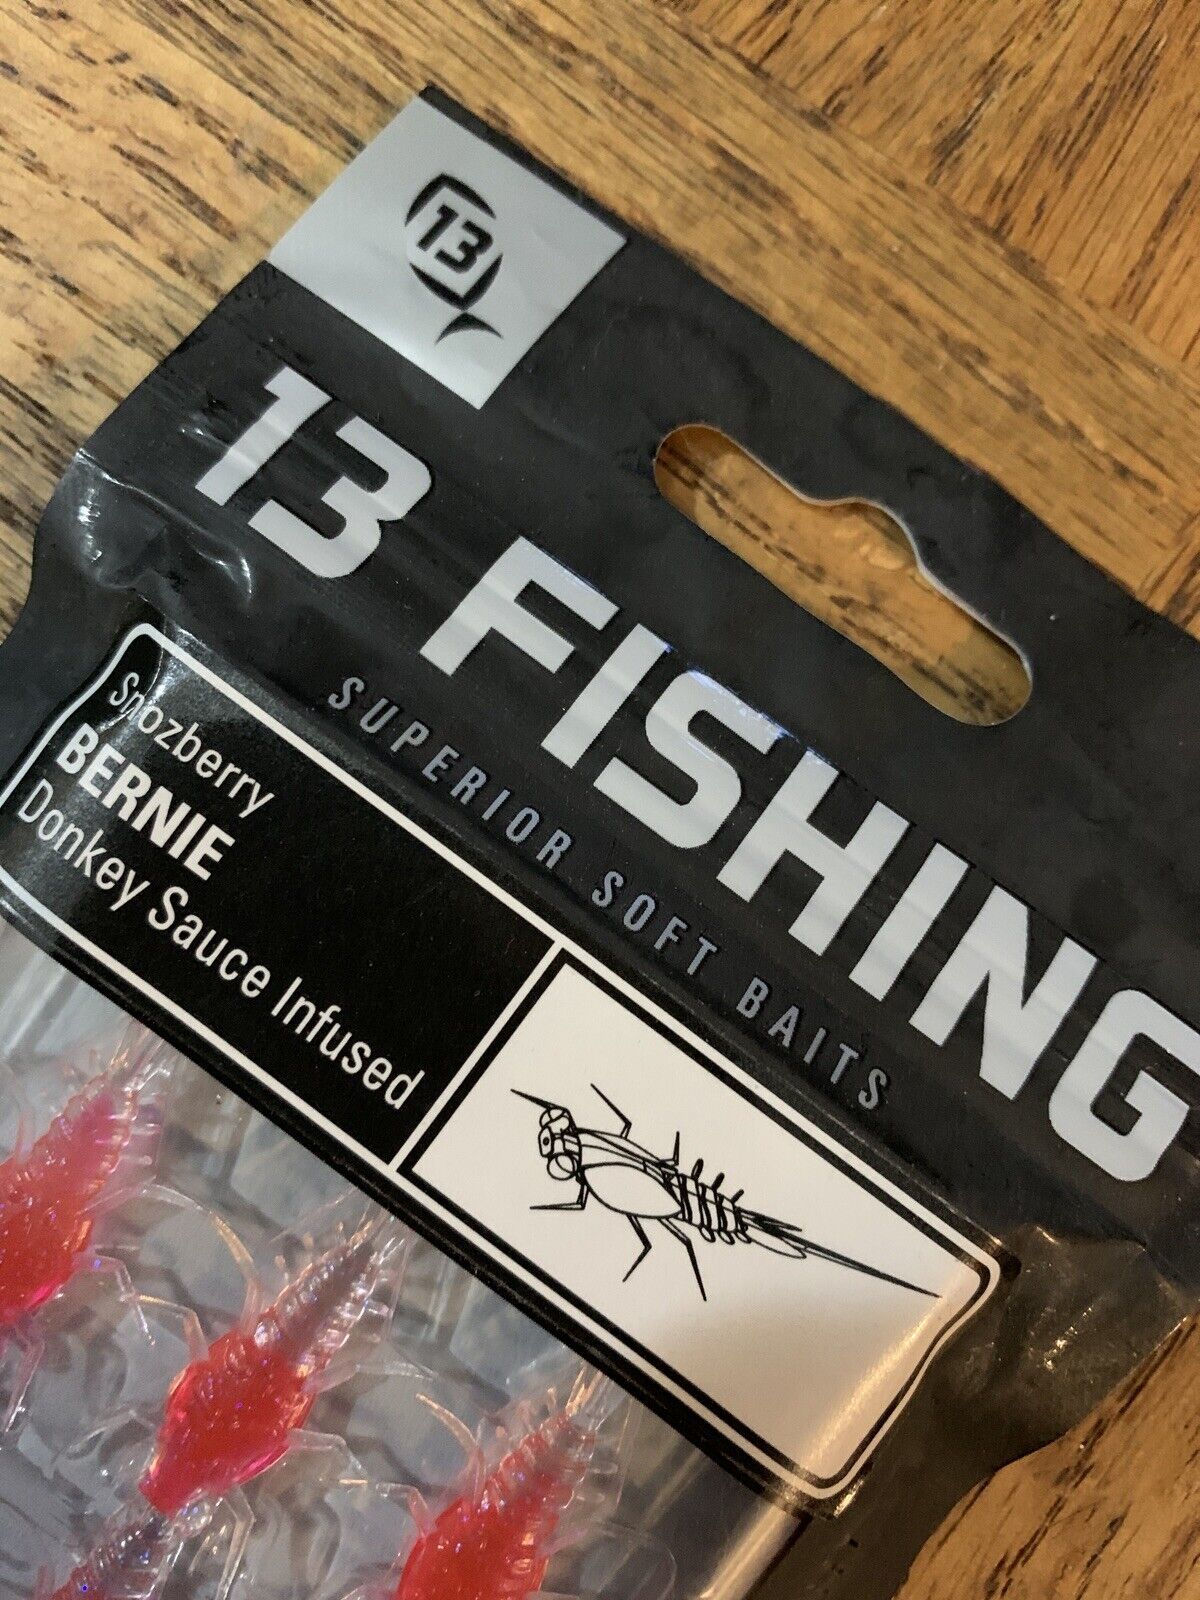 13
13 FISHING
SUPERIOR SOFT BAITS
Snozberry
BERNIE
Donkey Sauce Infused